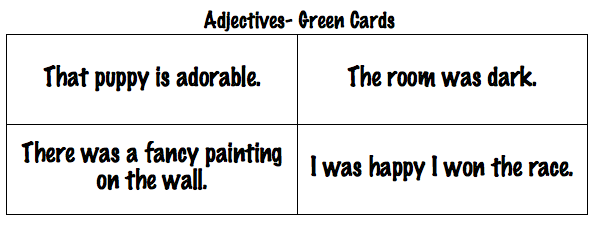 Adjectives- Green Cards
That puppy is adorable.
The room was dark.
There was a fancy painting
on the wall.
I was happy I won the race.